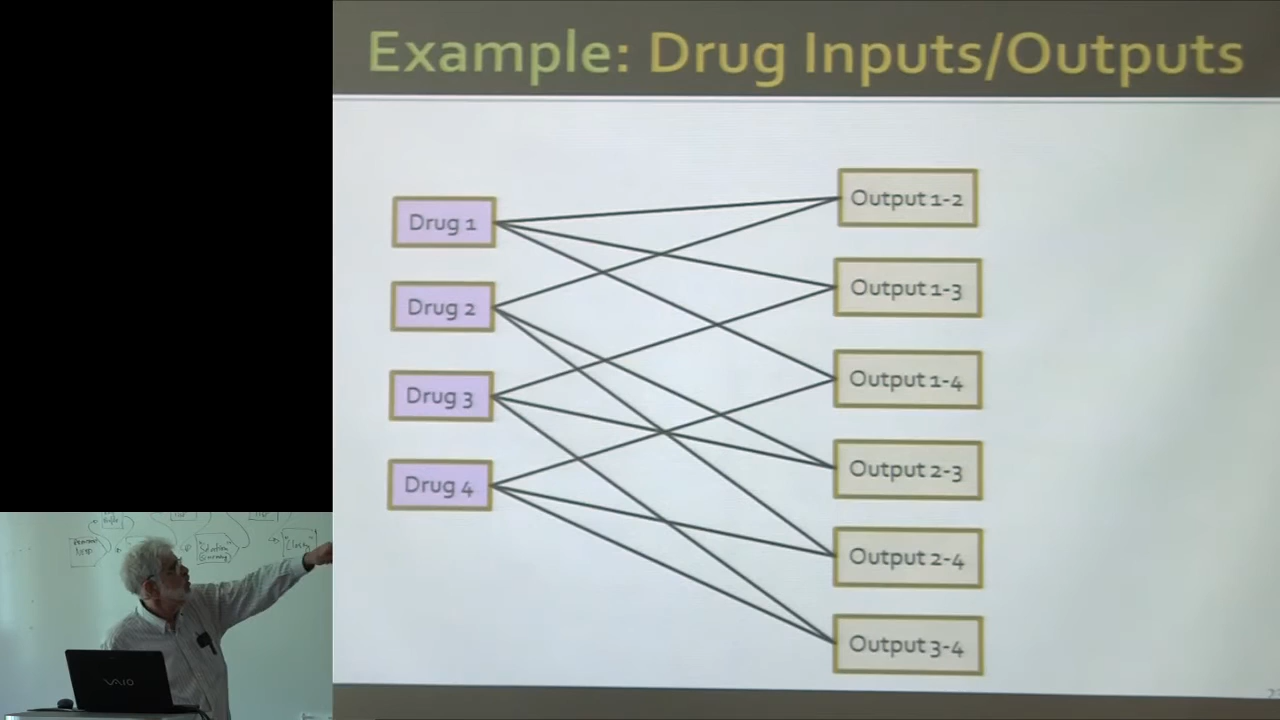 Example: Drug Inputs/Outputs
Drug 1
Drug 2
Drug 3
Drug 4
Output 1-2
Output 1-3
Output 1-4
Output 2-3
Output 2-4
Output 3-4
VAIO